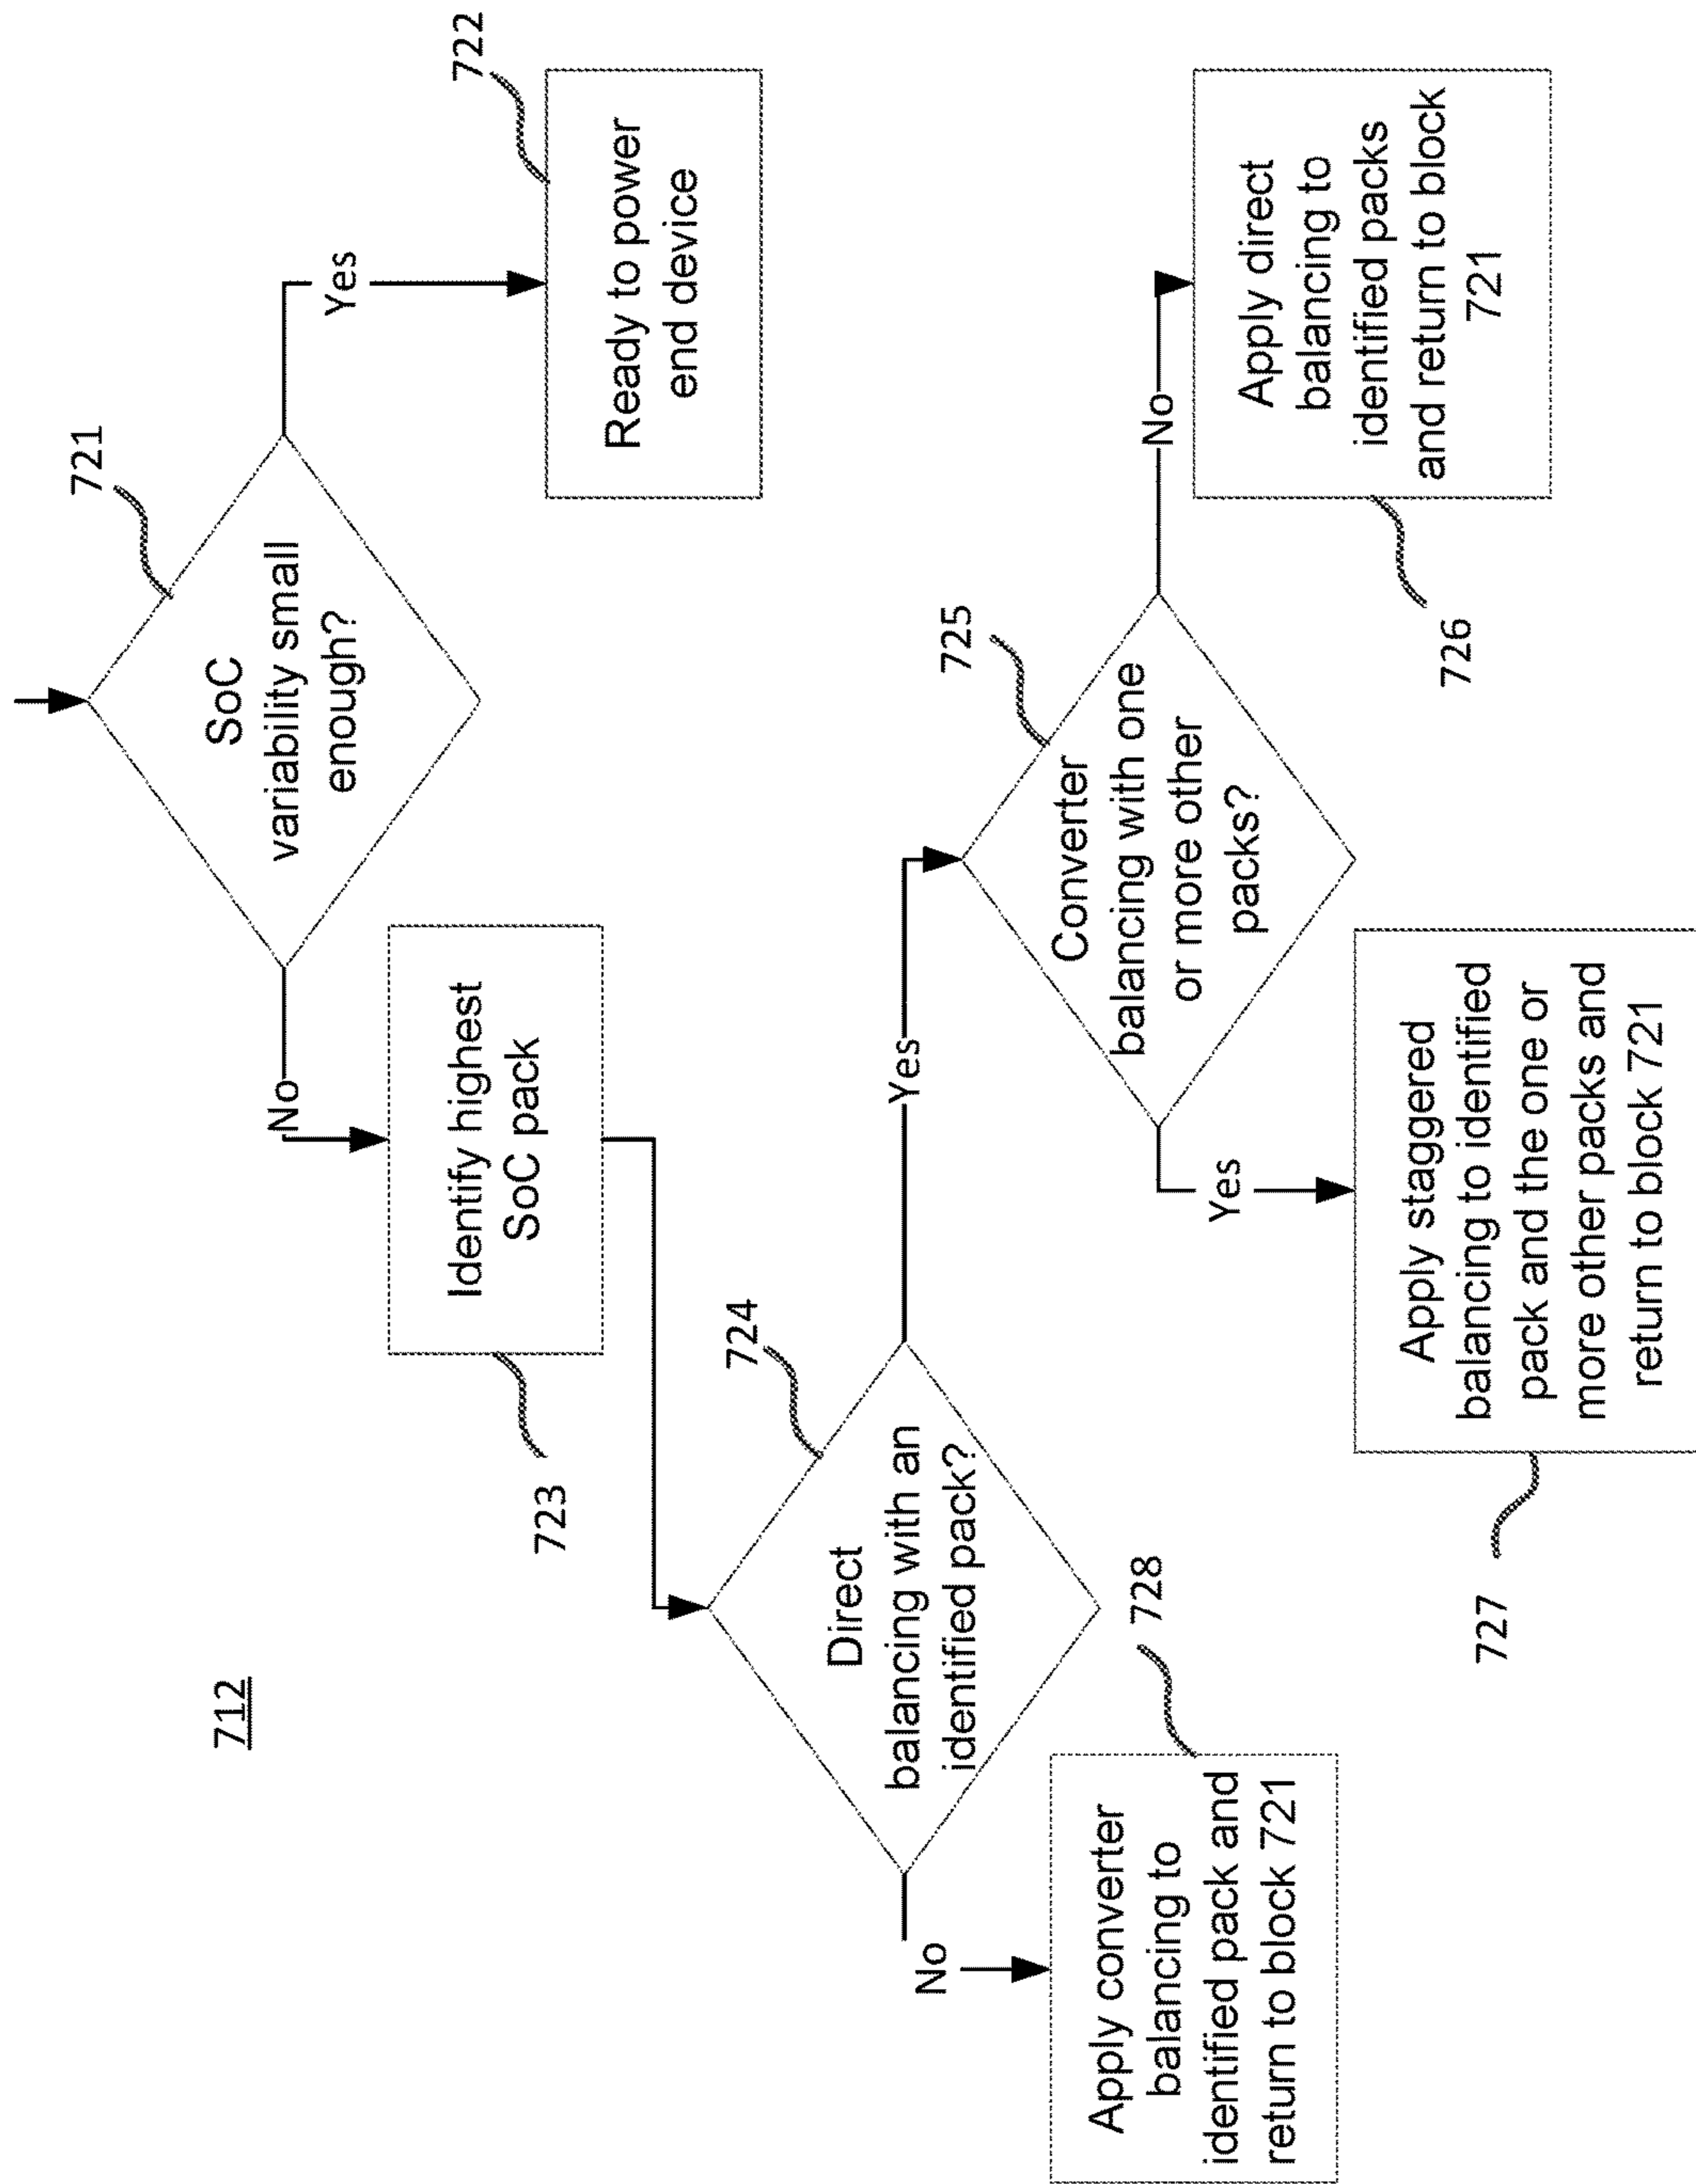 712
721
SoC
variability small
enough?
Yes
722
Ready to power
end device
No
723
Identify highest
SoC pack
724
Direct
balancing with an
identified pack?
Yes
725
Converter
balancing with one
or more other
packs?
No
726
Apply direct
balancing to
identified packs
and return to block
721
Yes
727
Apply staggered
balancing to identified
pack and the one or
more other packs and
return to block 721
No
728
Apply converter
balancing to
identified pack and
return to block 721